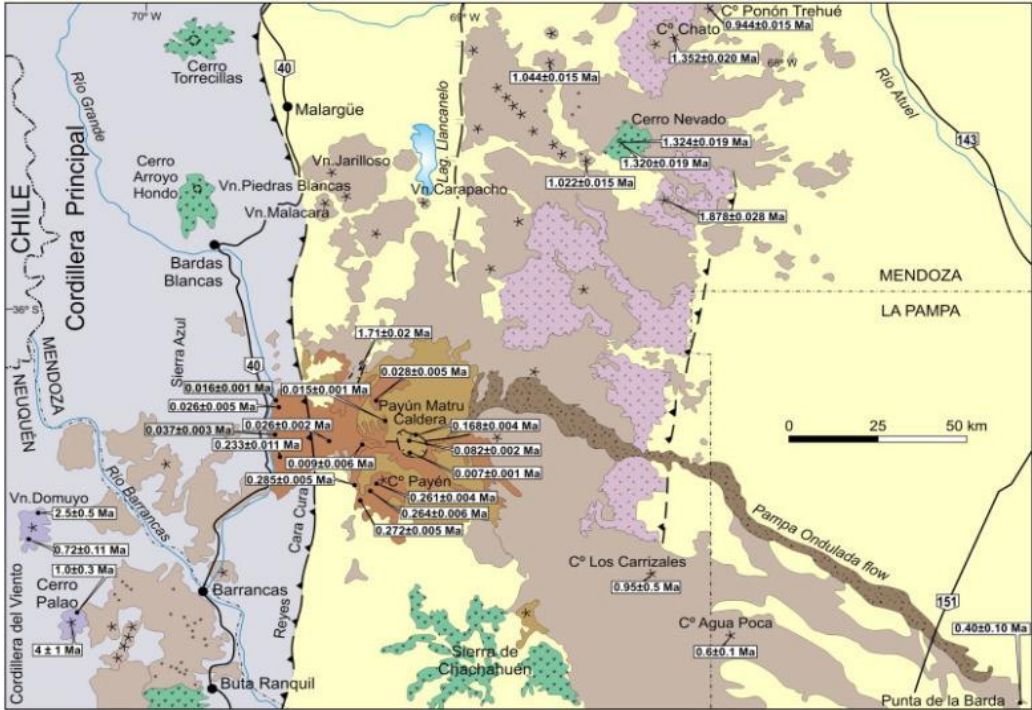 70° W
69° W
Cº Ponón Trehué
0.944±0.015 Ma
Cº Chato
1.352±0.020 Ma
68° W
Cerro
Torrecillas
40
1.044±0.015 Ma
Río Atuel
Río Grande
Malargüe
CHILE
Cordillera Principal
Lag. Llancanelo
Cerro Nevado
1.324±0.019 Ma
1.320±0.019 Ma
143
Cerro
Arroyo
Hondo
Vn.Jarilloso
Vn.Piedras Blancas
Vn.Malacara
Vn.Carapacho
1.022±0.015 Ma
1.878±0.028 Ma
Bardas
Blancas
MENDOZA
LA PAMPA
36° S
MENDOZA
NEUQUEN
Sierra Azul
40
1.71±0.02 Ma
0.016±0.001 Ma
0.015±0.001 Ma
0.028±0.005 Ma
0.026±0.005 Ma
Payún Matru
Caldera
0.037±0.003 Ma
0.026±0.002 Ma
0.168±0.004 Ma
0.233±0.011 Ma
0.082±0.002 Ma
0.009±0.006 Ma
0.007±0.001 Ma
0.285±0.005 Ma
Cº Payén
0.261±0.004 Ma
0.264±0.006 Ma
0.272±0.005 Ma
0 25 50 km
Río Barrancas
Vn.Domuyo
2.5±0.5 Ma
0.72±0.11 Ma
1.0±0.3 Ma
Cerro
Palao
4 ± 1 Ma
Cordillera del Viento
Cara Cura
Reyes
Barrancas
Buta Ranquil
Pampa Ondulada flow
Cº Los Carrizales
0.95±0.5 Ma
Cº Agua Poca
0.6±0.1 Ma
151
0.40±0.10 Ma
Sierra de
Chachahuén
Punta de la Barda